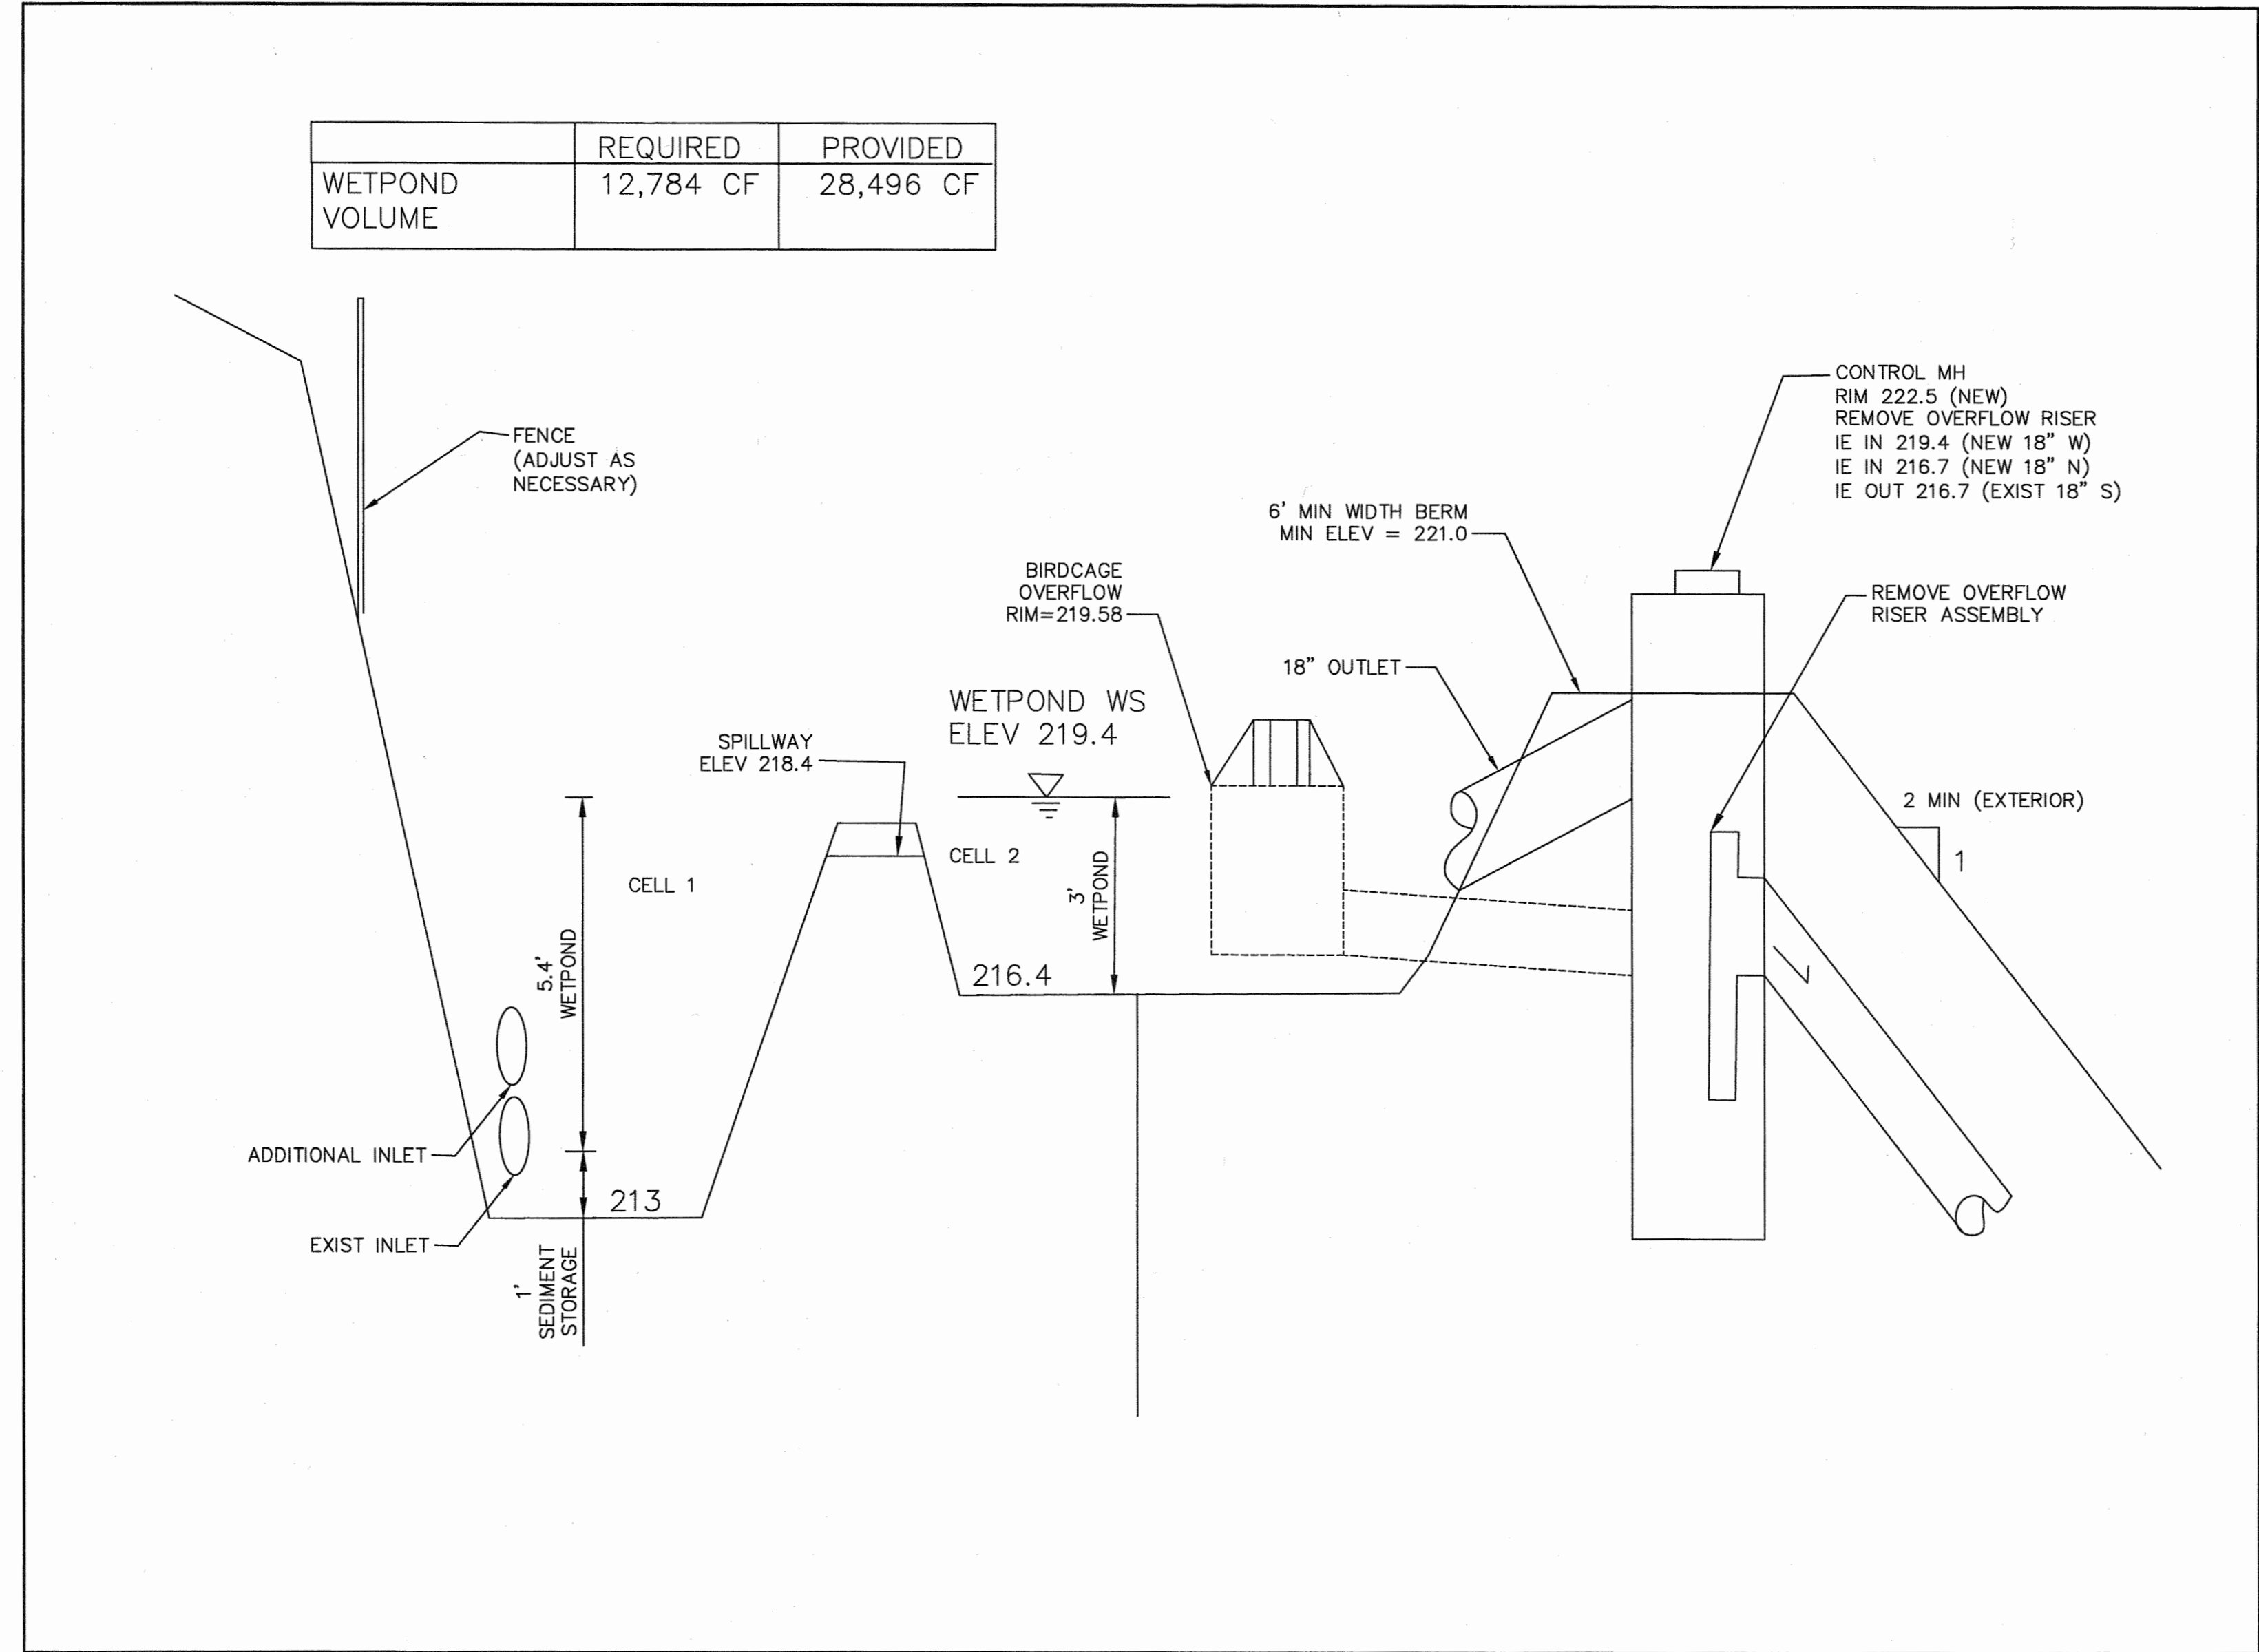 REQUIRED PROVIDED
WETPOND VOLUME 12,784 CF 28,496 CF
FENCE
(ADJUST AS
NECESSARY)
CONTROL MH
RIM 222.5 (NEW)
REMOVE OVERFLOW RISER
IE IN 219.4 (NEW 18" W)
IE IN 216.7 (NEW 18" N)
IE OUT 216.7 (EXIST 18" S)
6' MIN WIDTH BERM
MIN ELEV = 221.0
BIRDCAGE
OVERFLOW
RIM=219.58
REMOVE OVERFLOW
RISER ASSEMBLY
18" OUTLET
WETPOND WS
ELEV 219.4
SPILLWAY
ELEV 218.4
2 MIN (EXTERIOR)
1
CELL 1
CELL 2
3'
WETPOND
5.4'
WETPOND
216.4
ADDITIONAL INLET
213
EXIST INLET
1'
SEDIMENT
STORAGE